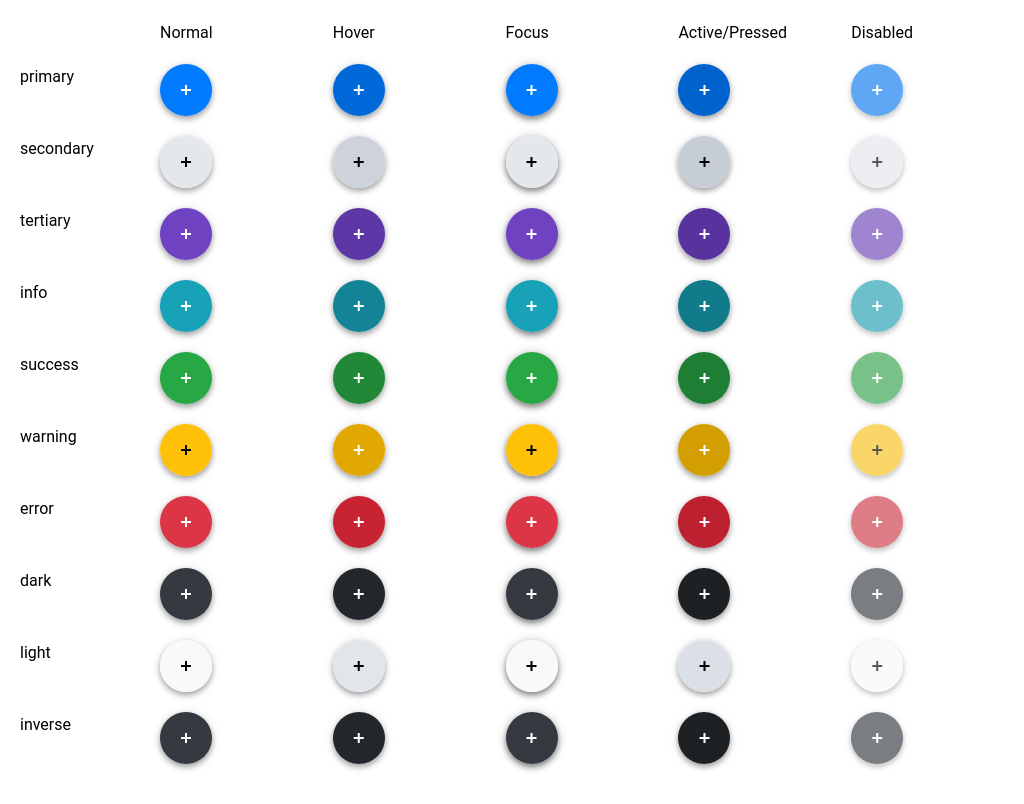 Normal Hover Focus Active/Pressed Disabled
primary + + + + +
secondary + + + + +
tertiary + + + + +
info + + + + +
success + + + + +
warning + + + + +
error + + + + +
dark + + + + +
light + + + + +
inverse + + + + +